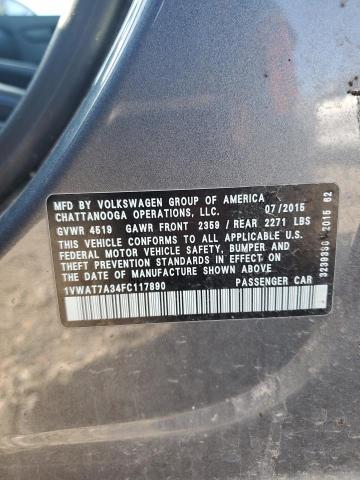 MFD BY VOLKSWAGEN GROUP OF AMERICA
CHATTANOOGA OPERATIONS, LLC. 07/2015
GVWR 4519 GAWR FRONT 2359 / REAR 2271 LBS
THIS VEHICLE CONFORMS TO ALL APPLICABLE U.S.
FEDERAL MOTOR VEHICLE SAFETY, BUMPER AND
THEFT PREVENTION STANDARDS IN EFFECT ON
THE DATE OF MANUFACTURE SHOWN ABOVE.
1VWAT7A34FC117890 PASSENGER CAR
2015 62